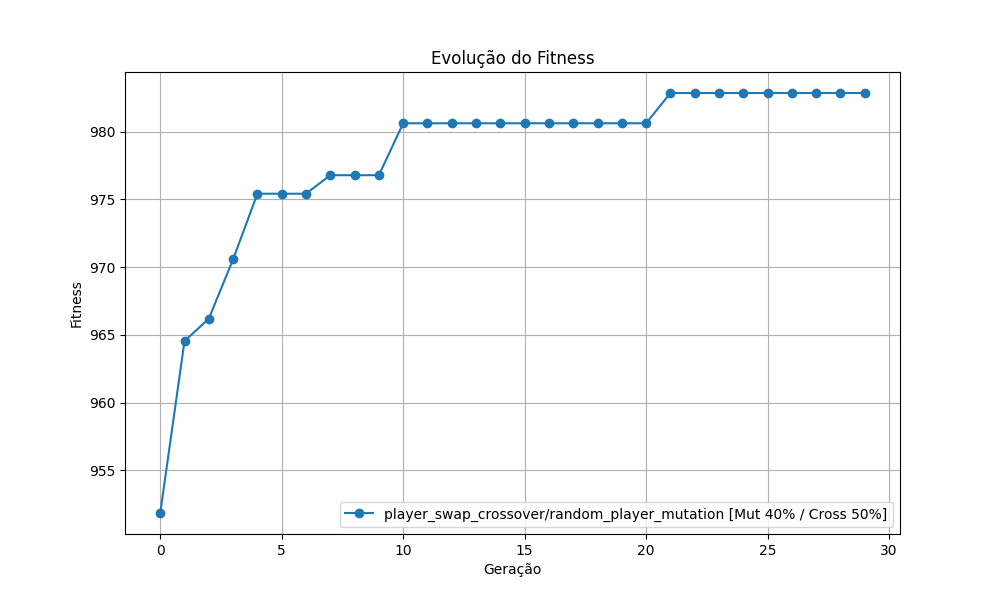 Evolução do Fitness
Fitness
980
975
970
965
960
955
player_swap_crossover/random_player_mutation [Mut 40% / Cross 50%]
0 5 10 15 20 25 30
Geração